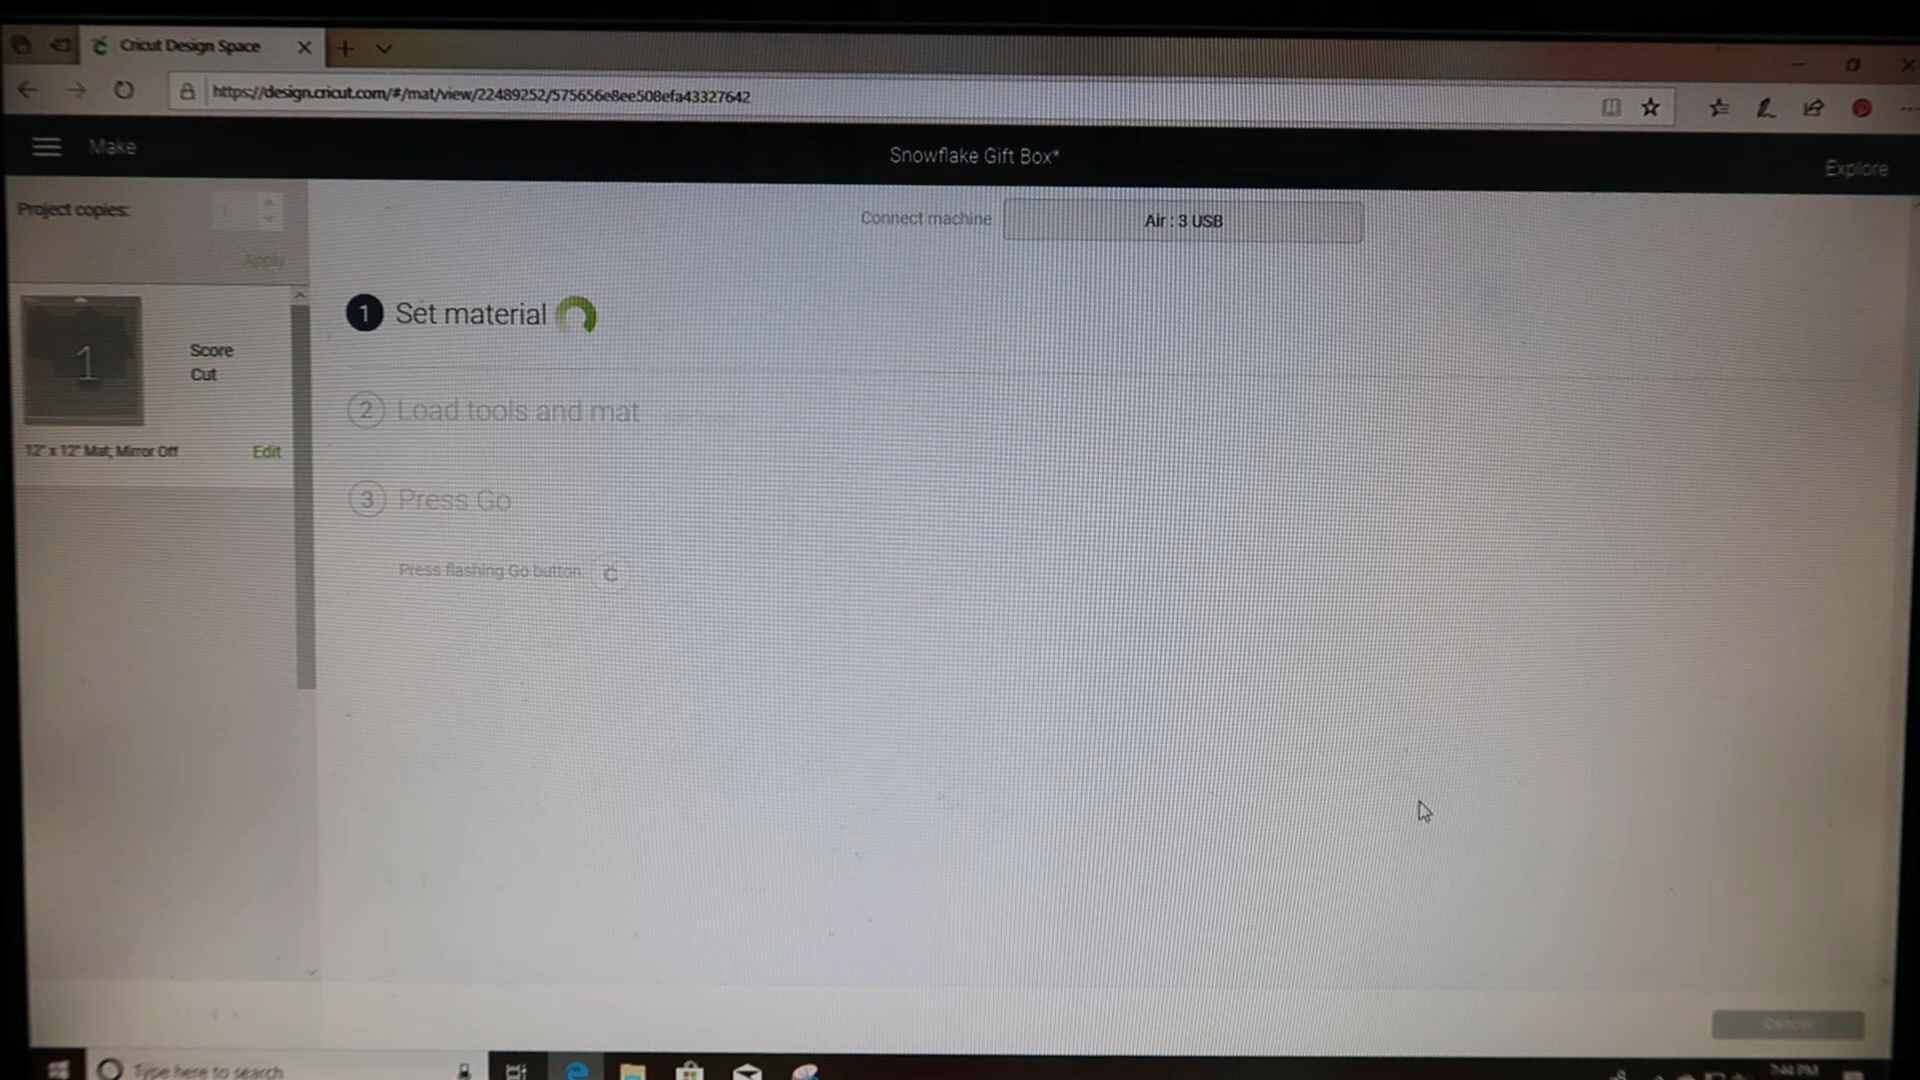 Cricut Design Space
https://design.cricut.com/#/mat/view/22489252/575656e8ee508efa43327642
Make
Snowflake Gift Box*
Explore
Project copies:
1
Apply
Connect machine
Air : 3 USB
1 Set material
1
Score
Cut
2 Load tools and mat
12" x 12" Mat; Mirror Off
Edit
3 Press Go
Press flashing Go button.
Cancel
Type here to search